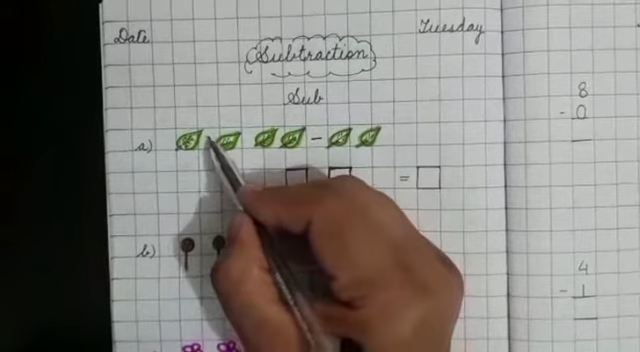 Date Tuesday
Subtraction
Sub
a) -
=
b)
8
- 0
4
- 1